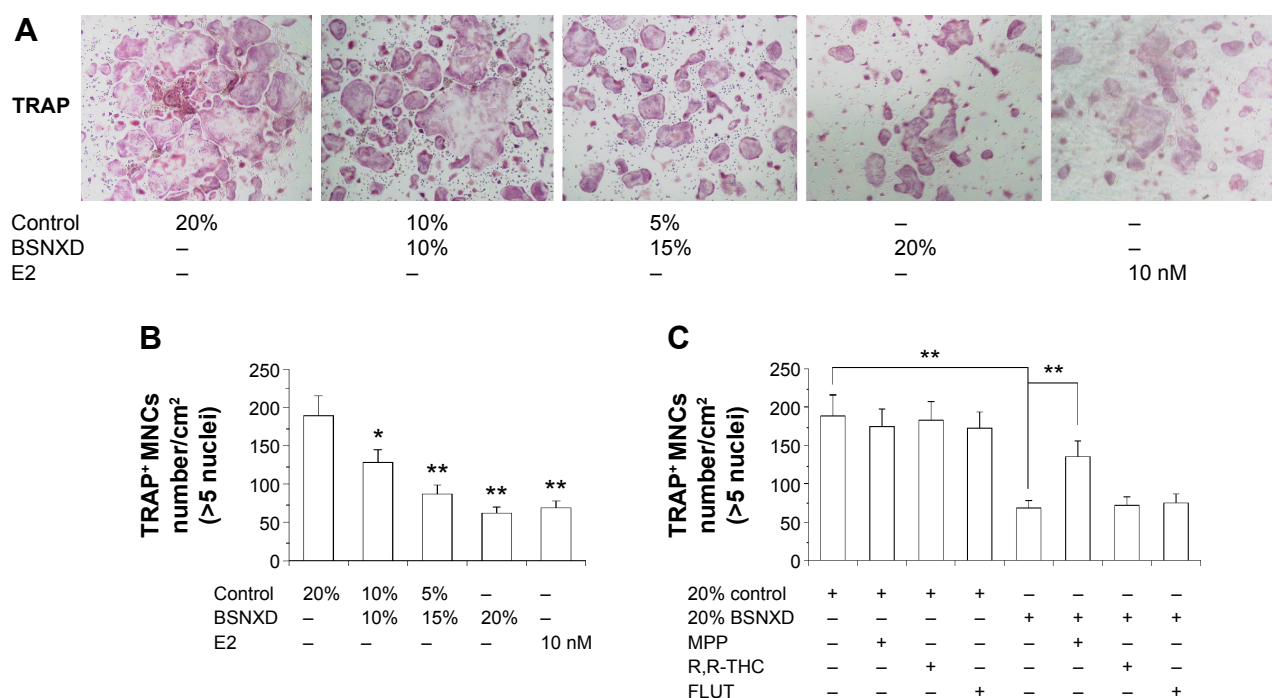 A
TRAP
Control 20% 10% 5% – –
BSNXD – 10% 15% 20% –
E2 – – – – 10 nM
B
TRAP⁺ MNCs
number/cm²
(>5 nuclei)
250
200
150
100
50
0
* ** ** **
Control 20% 10% 5% – –
BSNXD – 10% 15% 20% –
E2 – – – – 10 nM
C
TRAP⁺ MNCs
number/cm²
(>5 nuclei)
250
200
150
100
50
0
** **
20% control + + + + – – – –
20% BSNXD – – – – + + + +
MPP – + – – – + – –
R,R-THC – – + – – – + –
FLUT – – – + – – – +